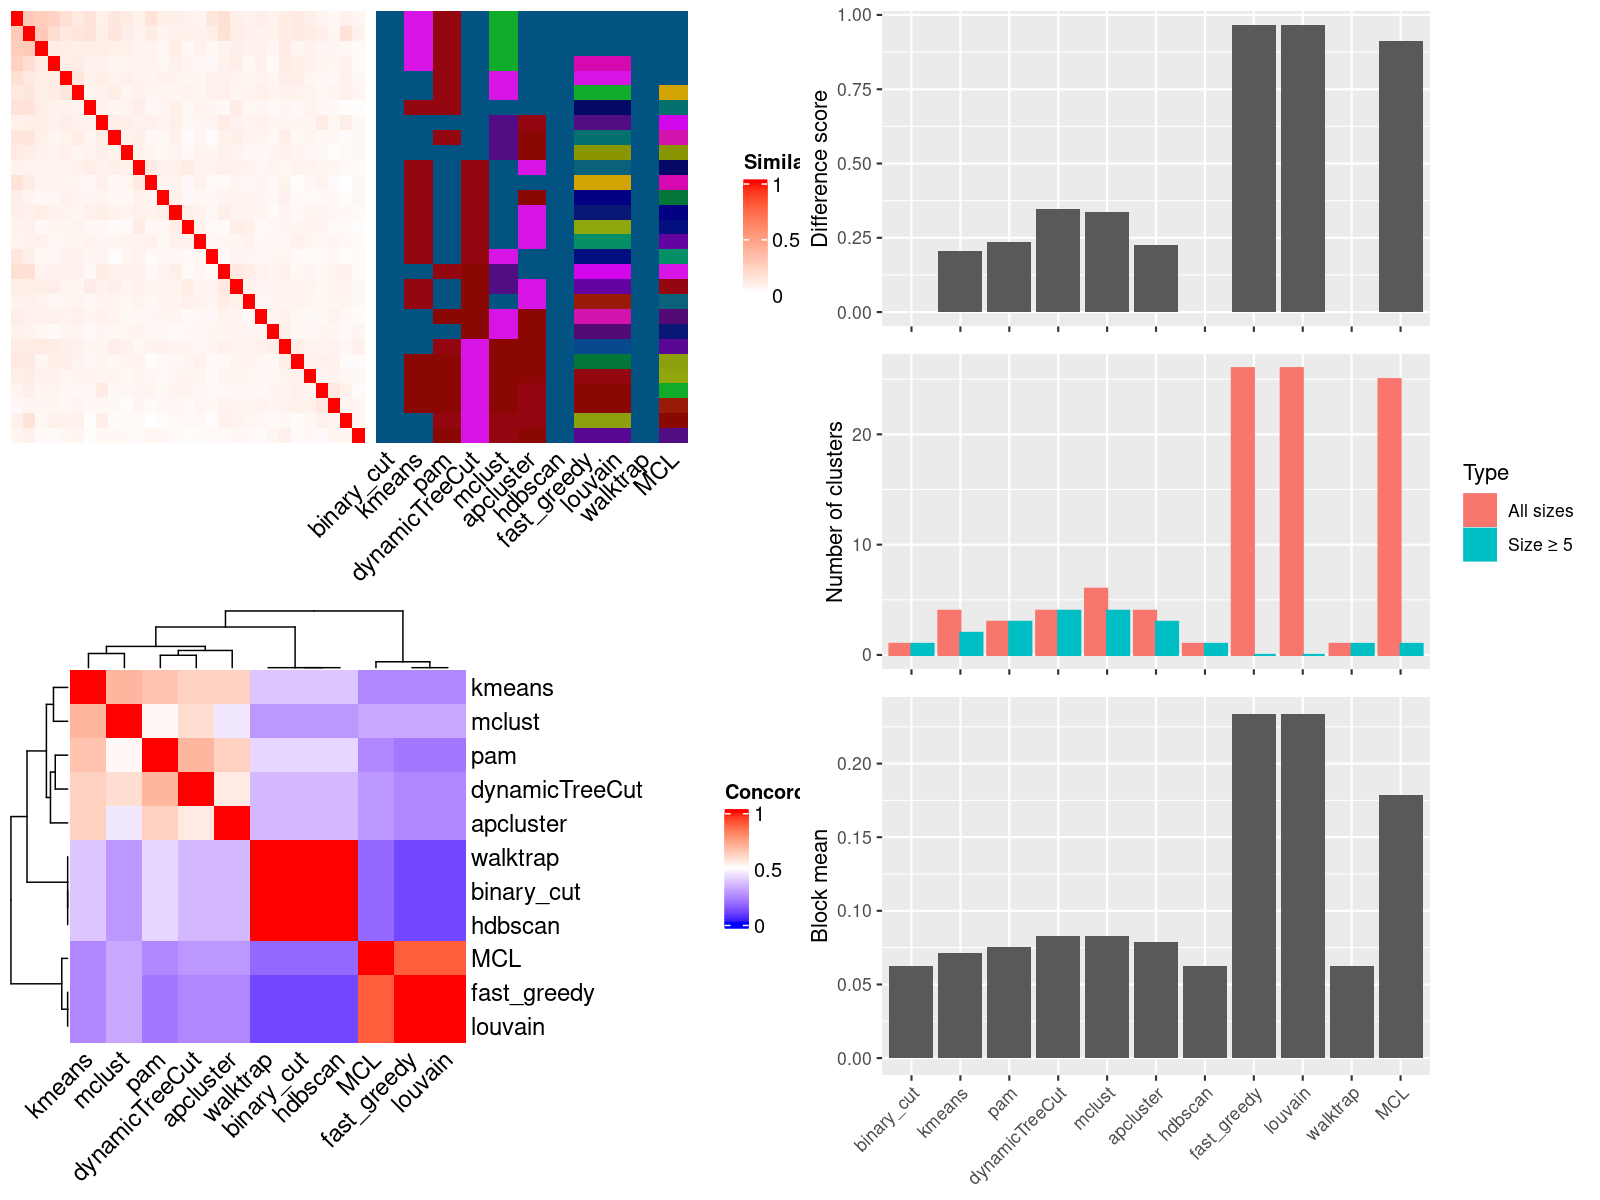 Simila
1
0.5
0
binary_cut
kmeans
pam
dynamicTreeCut
mclust
apcluster
hdbscan
fast_greedy
louvain
walktrap
MCL
kmeans
mclust
pam
dynamicTreeCut
apcluster
walktrap
binary_cut
hdbscan
MCL
fast_greedy
louvain
kmeans
mclust
pam
dynamicTreeCut
apcluster
walktrap
binary_cut
hdbscan
MCL
fast_greedy
louvain
Concord
1
0.5
0
Difference score
1.00
0.75
0.50
0.25
0.00
Number of clusters
20
10
0
Type
All sizes
Size ≥ 5
Block mean
0.20
0.15
0.10
0.05
0.00
binary_cut
kmeans
pam
dynamicTreeCut
mclust
apcluster
hdbscan
fast_greedy
louvain
walktrap
MCL